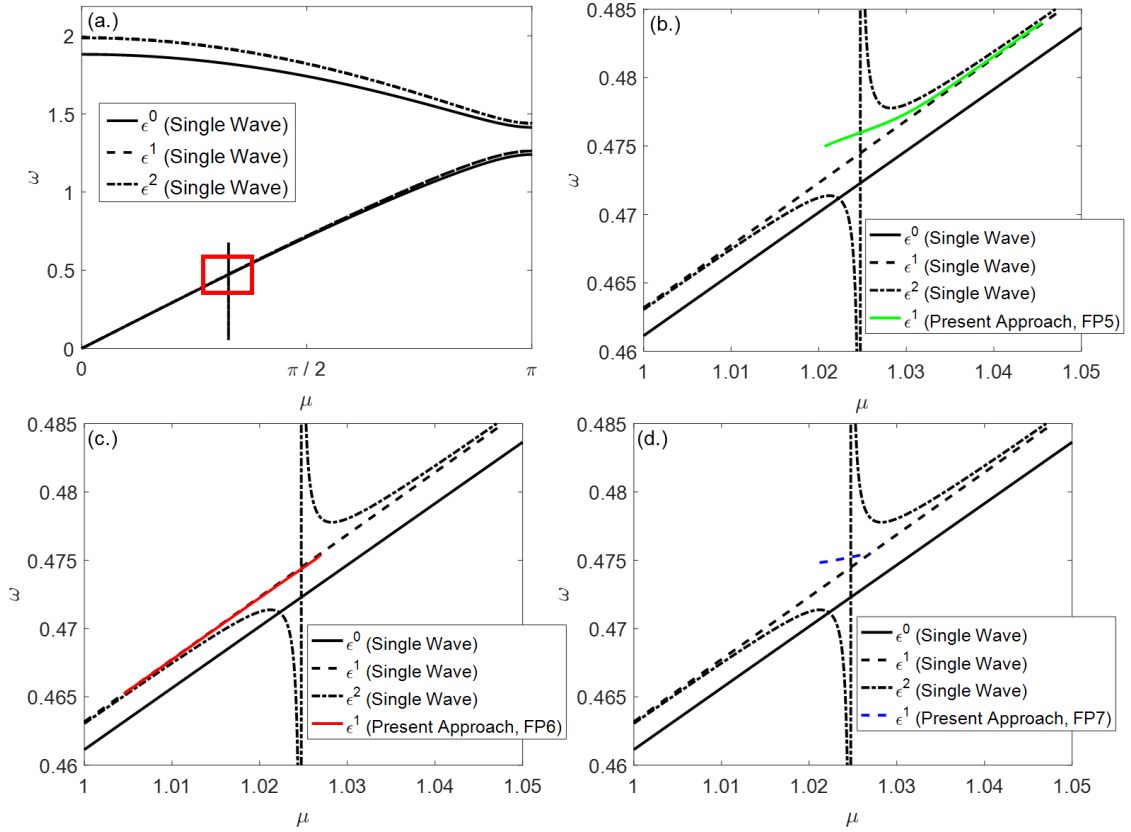 (a.)
2
1.5
1
0.5
0
ω
ϵ⁰ (Single Wave)
ϵ¹ (Single Wave)
ϵ² (Single Wave)
0
π / 2
π
μ
(b.)
0.485
0.48
0.475
0.47
0.465
0.46
ω
ϵ⁰ (Single Wave)
ϵ¹ (Single Wave)
ϵ² (Single Wave)
ϵ¹ (Present Approach, FP5)
1
1.01
1.02
1.03
1.04
1.05
μ
(c.)
0.485
0.48
0.475
0.47
0.465
0.46
ω
ϵ⁰ (Single Wave)
ϵ¹ (Single Wave)
ϵ² (Single Wave)
ϵ¹ (Present Approach, FP6)
1
1.01
1.02
1.03
1.04
1.05
μ
(d.)
0.485
0.48
0.475
0.47
0.465
0.46
ω
ϵ⁰ (Single Wave)
ϵ¹ (Single Wave)
ϵ² (Single Wave)
ϵ¹ (Present Approach, FP7)
1
1.01
1.02
1.03
1.04
1.05
μ